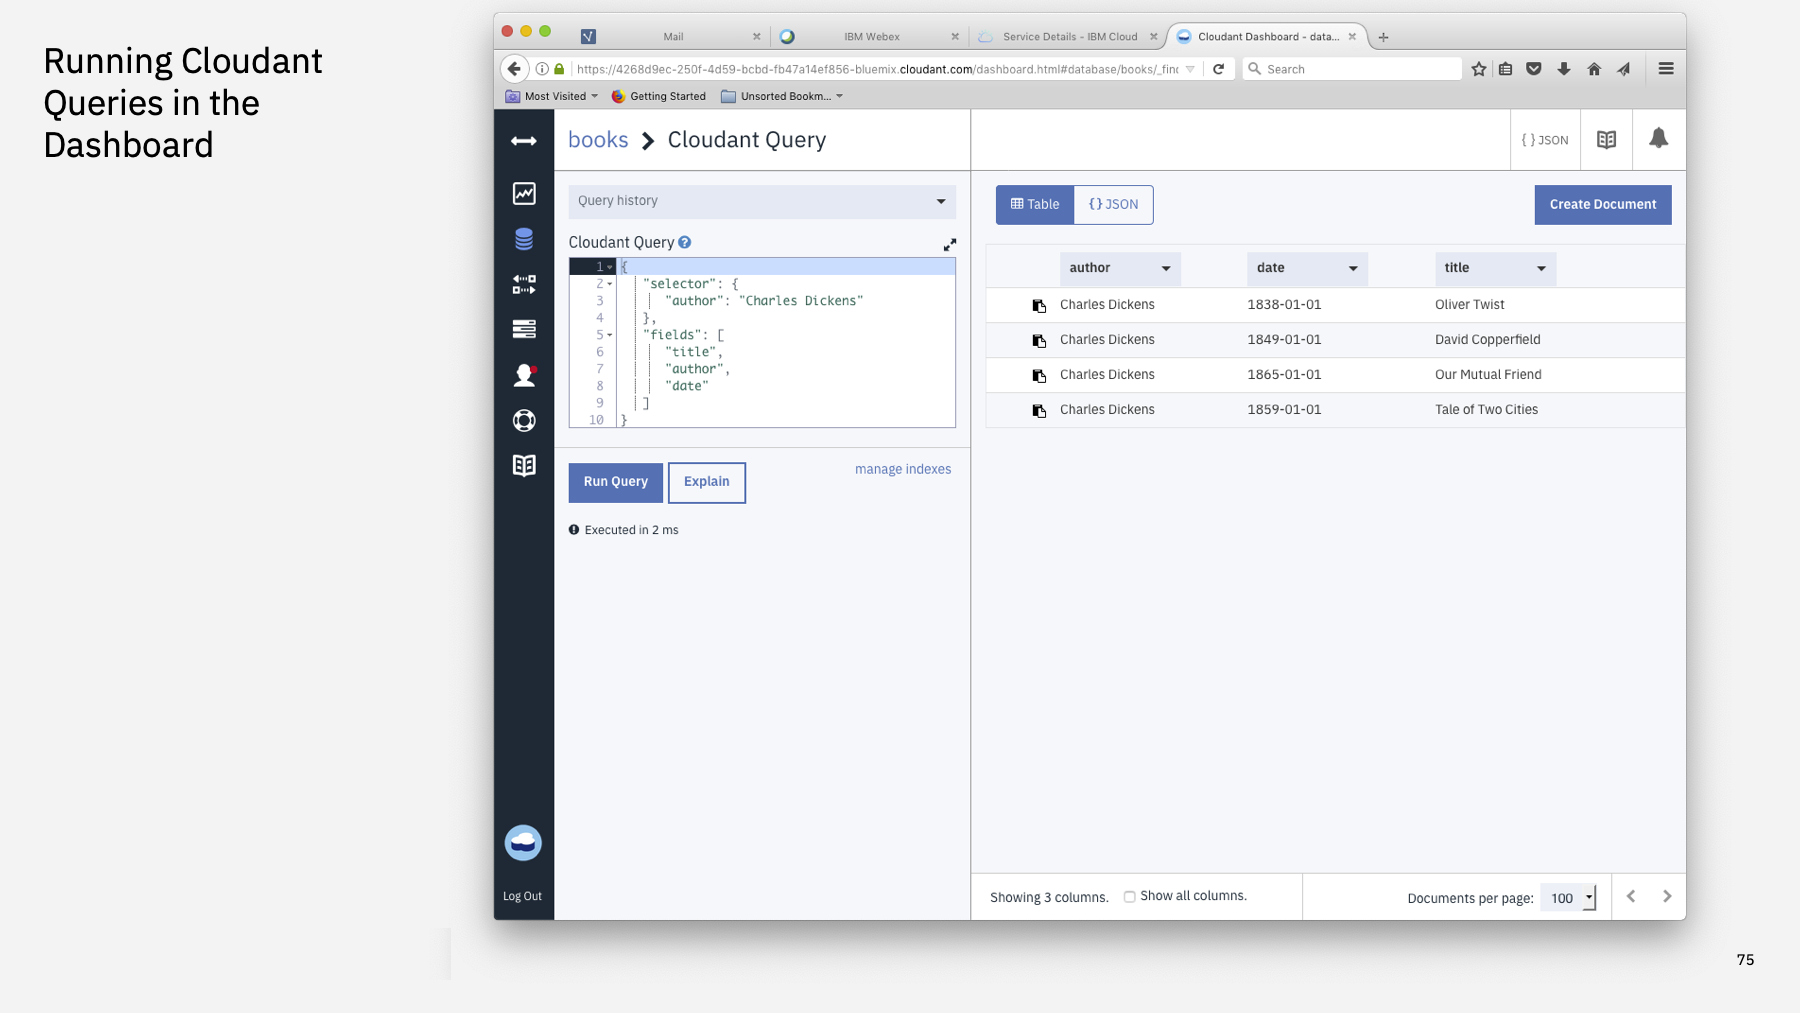 Running Cloudant
Queries in the
Dashboard
Mail
IBM Webex
Service Details – IBM Cloud
Cloudant Dashboard - data...
https://4268d9ec-250f-4d59-bcbd-fb47a14ef856-bluemix.cloudant.com/dashboard.html#database/books/_fin
Search
Most Visited
Getting Started
Unsorted Bookm...
books
Cloudant Query
{ } JSON
Query history
Table
{ } JSON
Create Document
Cloudant Query ?
1 {
2 "selector": {
3 "author": "Charles Dickens"
4 },
5 "fields": [
6 "title",
7 "author",
8 "date"
9 ]
10 }
author date title
Charles Dickens 1838-01-01 Oliver Twist
Charles Dickens 1849-01-01 David Copperfield
Charles Dickens 1865-01-01 Our Mutual Friend
Charles Dickens 1859-01-01 Tale of Two Cities
Run Query
Explain
manage indexes
Executed in 2 ms
Log Out
Showing 3 columns.
Show all columns.
Documents per page: 100
75